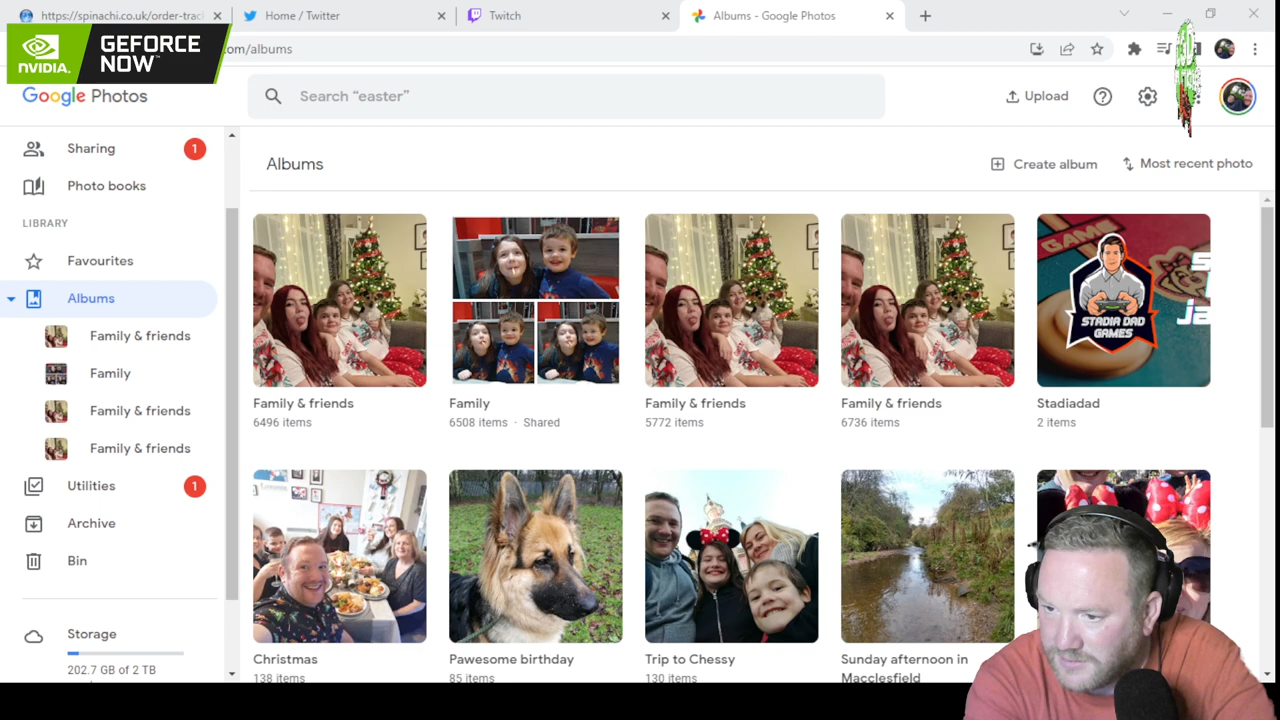 https://spinachi.co.uk/order-trac
Home / Twitter
Twitch
Albums - Google Photos
NVIDIA.
GEFORCE
NOW
com/albums
Google Photos
Search “easter”
Upload
Sharing
1
Photo books
LIBRARY
Favourites
Albums
Family & friends
Family
Family & friends
Family & friends
Utilities
1
Archive
Bin
Storage
202.7 GB of 2 TB
Albums
Create album
Most recent photo
GAME
STADIA DAD
GAMES
Family & friends
6496 items
Family
6508 items · Shared
Family & friends
5772 items
Family & friends
6736 items
Stadiadad
2 items
Christmas
138 items
Pawesome birthday
85 items
Trip to Chessy
130 items
Sunday afternoon in
Macclesfield